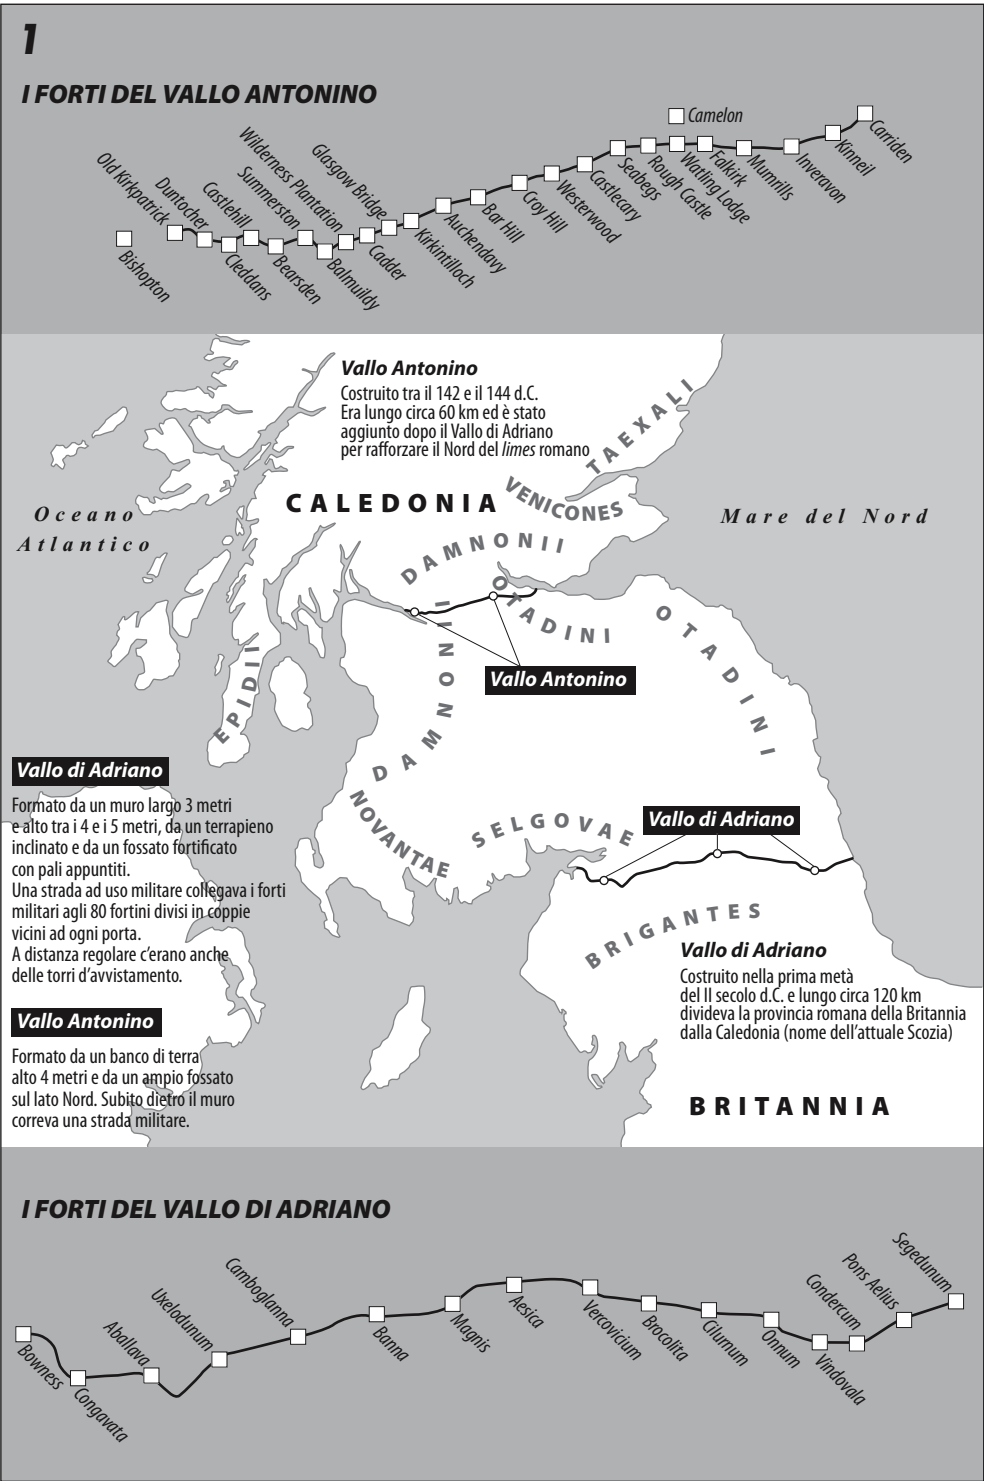 1
I FORTI DEL VALLO ANTONINO
Bishopton
Old Kirkpatrick
Duntocher
Cleddans
Castlehill
Bearsden
Summerston
Balmuildy
Wilderness Plantation
Cadder
Glasgow Bridge
Kirkintilloch
Auchendavy
Bar Hill
Croy Hill
Westerwood
Castlecary
Seabegs
Rough Castle
Camelon
Watling Lodge
Falkirk
Mumrills
Inveravon
Kinneil
Carriden
Vallo Antonino
Costruito tra il 142 e il 144 d.C.
Era lungo circa 60 km ed è stato
aggiunto dopo il Vallo di Adriano
per rafforzare il Nord del limes romano
TAEXALI
VENICONES
CALEDONIA
Oceano
Atlantico
Mare del Nord
DAMNONII
OTADINI
OTADINI
DAMNONII
EPIDII
Vallo Antonino
NOVANTAE
SELGOVAE
Vallo di Adriano
BRIGANTES
Vallo di Adriano
Formato da un muro largo 3 metri
e alto tra i 4 e i 5 metri, da un terrapieno
inclinato e da un fossato fortificato
con pali appuntiti.
Una strada ad uso militare collegava i forti
militari agli 80 fortini divisi in coppie
vicini ad ogni porta.
A distanza regolare c'erano anche
delle torri d'avvistamento.
Vallo Antonino
Formato da un banco di terra
alto 4 metri e da un ampio fossato
sul lato Nord. Subito dietro il muro
correva una strada militare.
Vallo di Adriano
Costruito nella prima metà
del II secolo d.C. e lungo circa 120 km
divideva la provincia romana della Britannia
dalla Caledonia (nome dell'attuale Scozia)
BRITANNIA
I FORTI DEL VALLO DI ADRIANO
Bowness
Congavata
Aballava
Uxelodunum
Camboglanna
Banna
Magnis
Aesica
Vercovicium
Brocolita
Cilumum
Onnum
Vindovala
Condercum
Pons Aelius
Segedunum